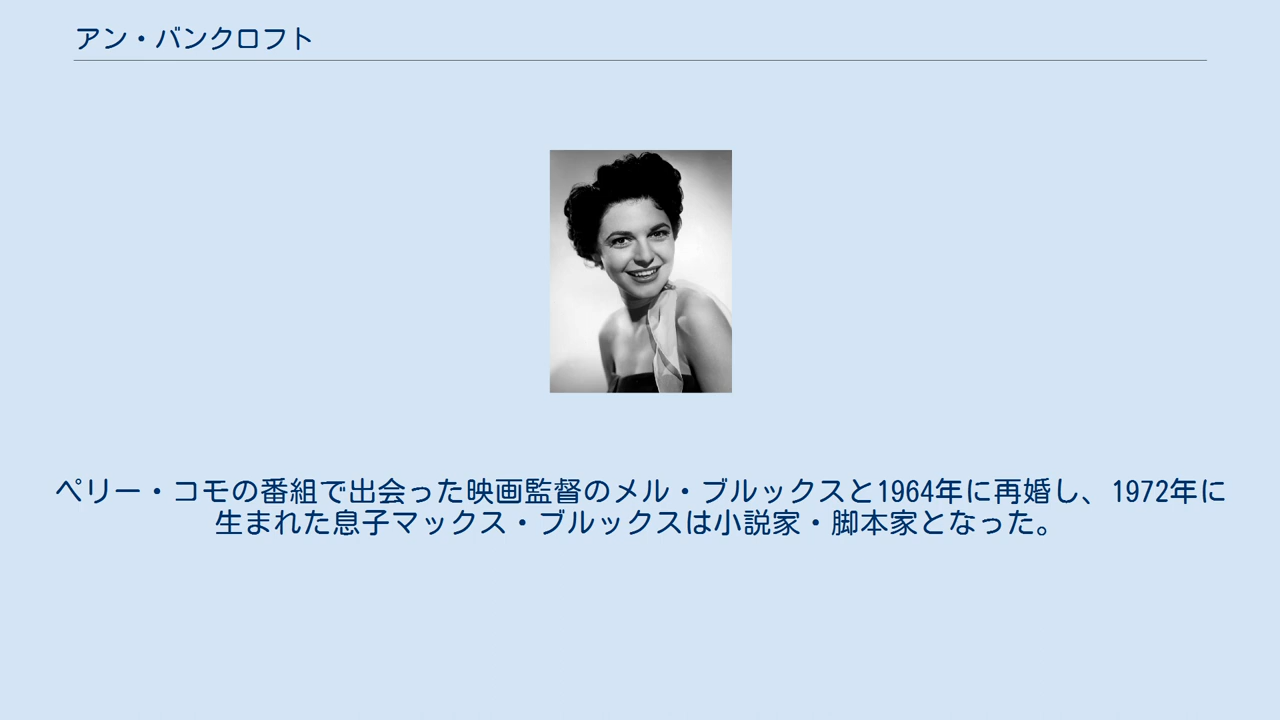 アン・バンクロフト
ペリー・コモの番組で出会った映画監督のメル・ブルックスと1964年に再婚し、1972年に
生まれた息子マックス・ブルックスは小説家・脚本家となった。